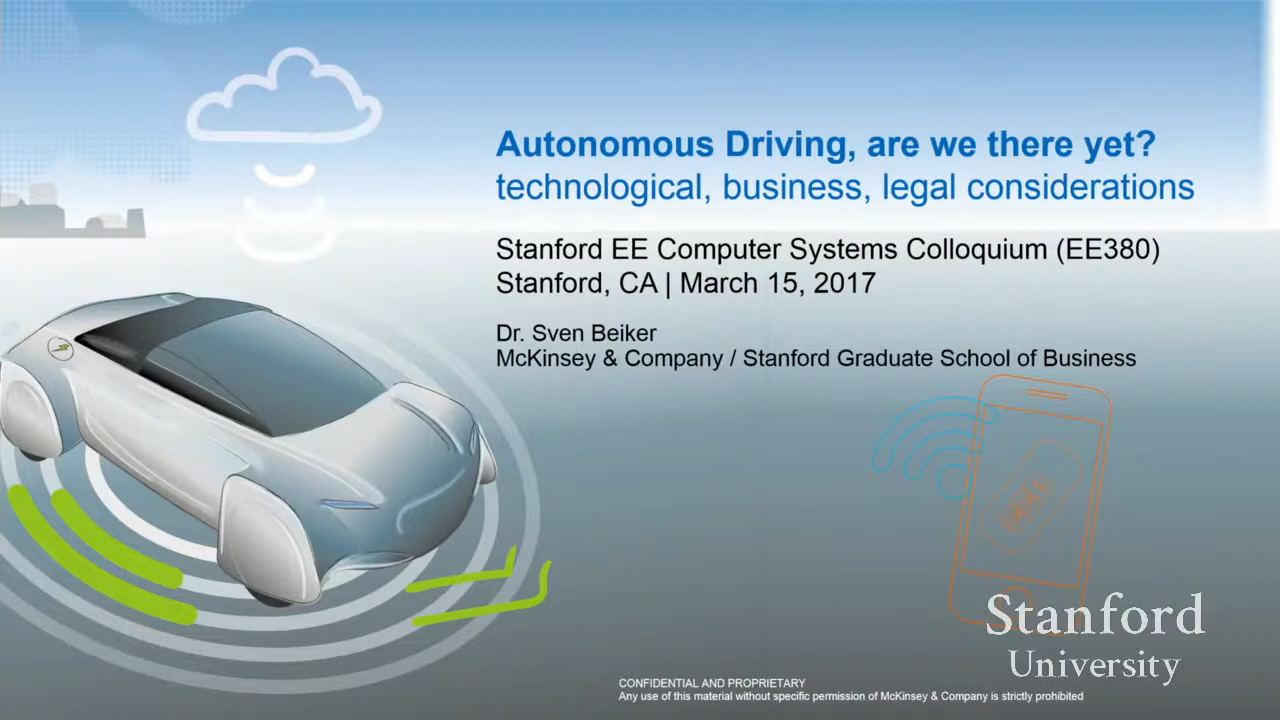 Autonomous Driving, are we there yet?
technological, business, legal considerations
Stanford EE Computer Systems Colloquium (EE380)
Stanford, CA | March 15, 2017
Dr. Sven Beiker
McKinsey & Company / Stanford Graduate School of Business
Stanford
University
CONFIDENTIAL AND PROPRIETARY
Any use of this material without specific permission of McKinsey & Company is strictly prohibited